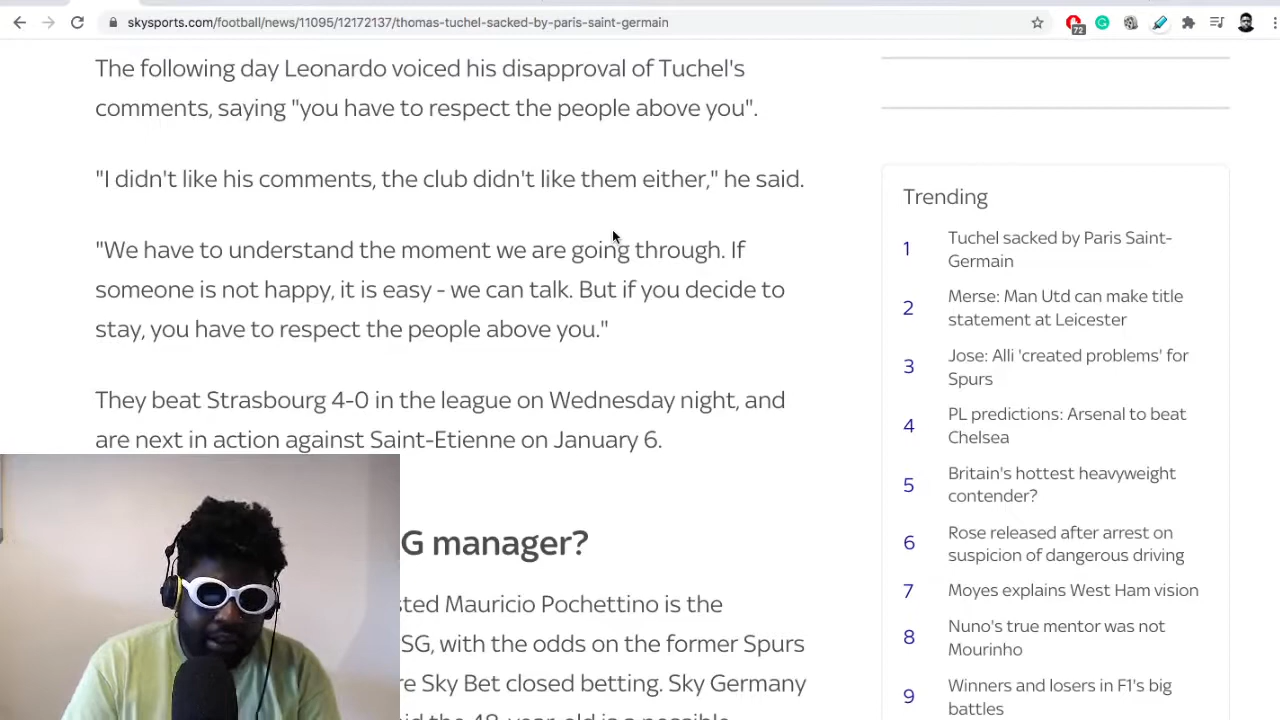 skysports.com/football/news/11095/12172137/thomas-tuchel-sacked-by-paris-saint-germain
72
The following day Leonardo voiced his disapproval of Tuchel's
comments, saying "you have to respect the people above you".
"I didn't like his comments, the club didn't like them either," he said.
"We have to understand the moment we are going through. If
someone is not happy, it is easy - we can talk. But if you decide to
stay, you have to respect the people above you."
They beat Strasbourg 4-0 in the league on Wednesday night, and
are next in action against Saint-Etienne on January 6.
G manager?
sted Mauricio Pochettino is the
SG, with the odds on the former Spurs
re Sky Bet closed betting. Sky Germany
Trending
1 Tuchel sacked by Paris Saint-
Germain
2 Merse: Man Utd can make title
statement at Leicester
3 Jose: Alli 'created problems' for
Spurs
4 PL predictions: Arsenal to beat
Chelsea
5 Britain's hottest heavyweight
contender?
6 Rose released after arrest on
suspicion of dangerous driving
7 Moyes explains West Ham vision
8 Nuno's true mentor was not
Mourinho
9 Winners and losers in F1's big
battles